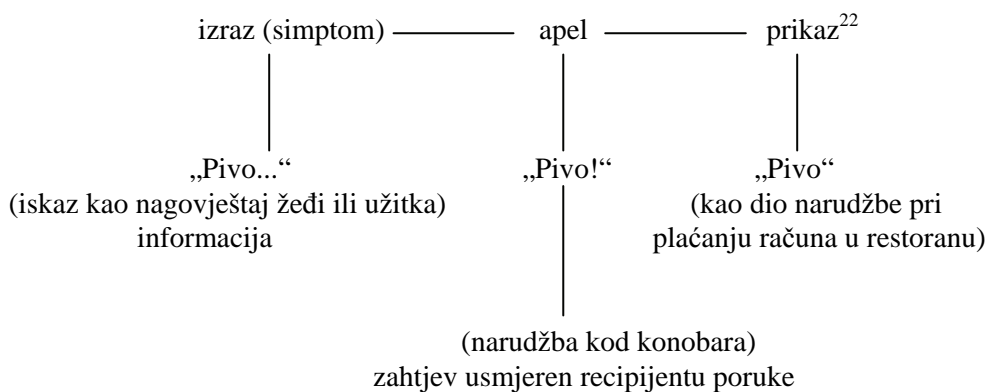 izraz (simptom) apel prikaz22
„Pivo...“ „Pivo!“ „Pivo“
(iskaz kao nagovještaj žeđi ili užitka) (kao dio narudžbe pri
informacija plaćanju računa u restoranu)
(narudžba kod konobara)
zahtjev usmjeren recipijentu poruke